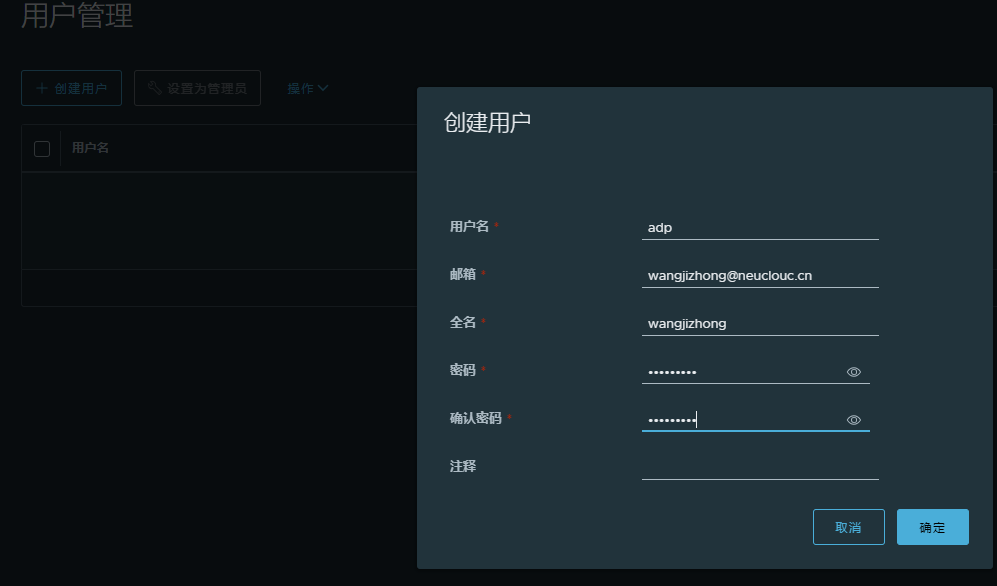 用户管理
+ 创建用户
设置为管理员
操作
用户名
创建用户
用户名 *
adp
邮箱 *
wangjizhong@neuclouc.cn
全名 *
wangjizhong
密码 *
•••••••••
确认密码 *
•••••••••
注释
取消
确定